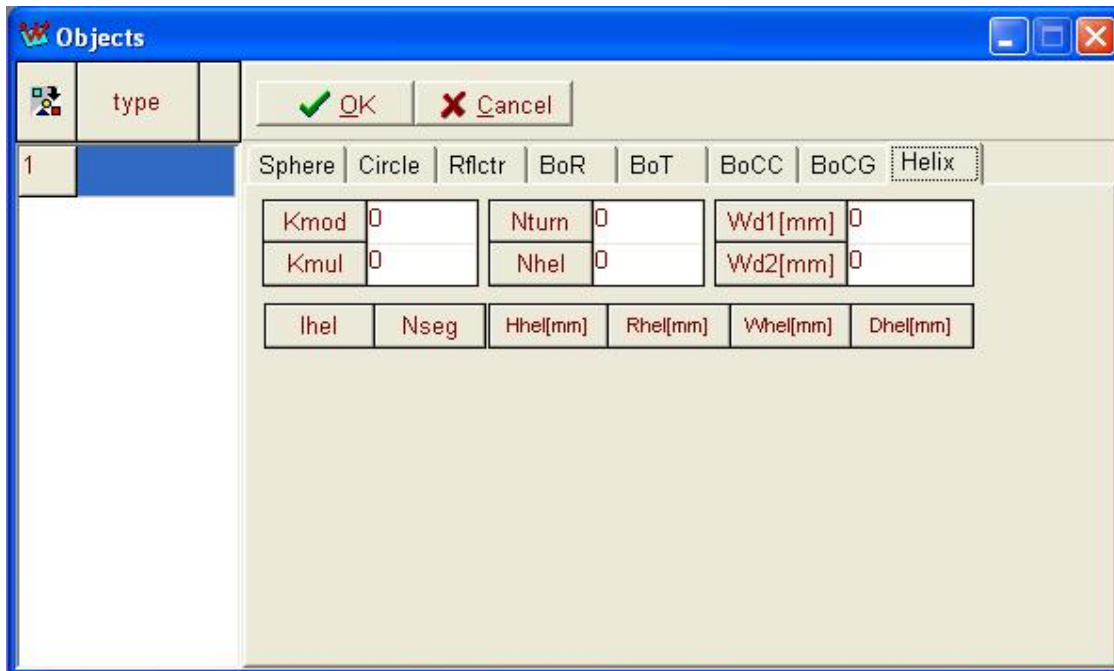 Objects
type
OK Cancel
1
Sphere Circle Rflctr BoR BoT BoCC BoCG Helix
Kmod 0 Nturn 0 Wd1[mm] 0
Kmul 0 Nhel 0 Wd2[mm] 0
Ihel Nseg Hhel[mm] Rhel[mm] Whel[mm] Dhel[mm]